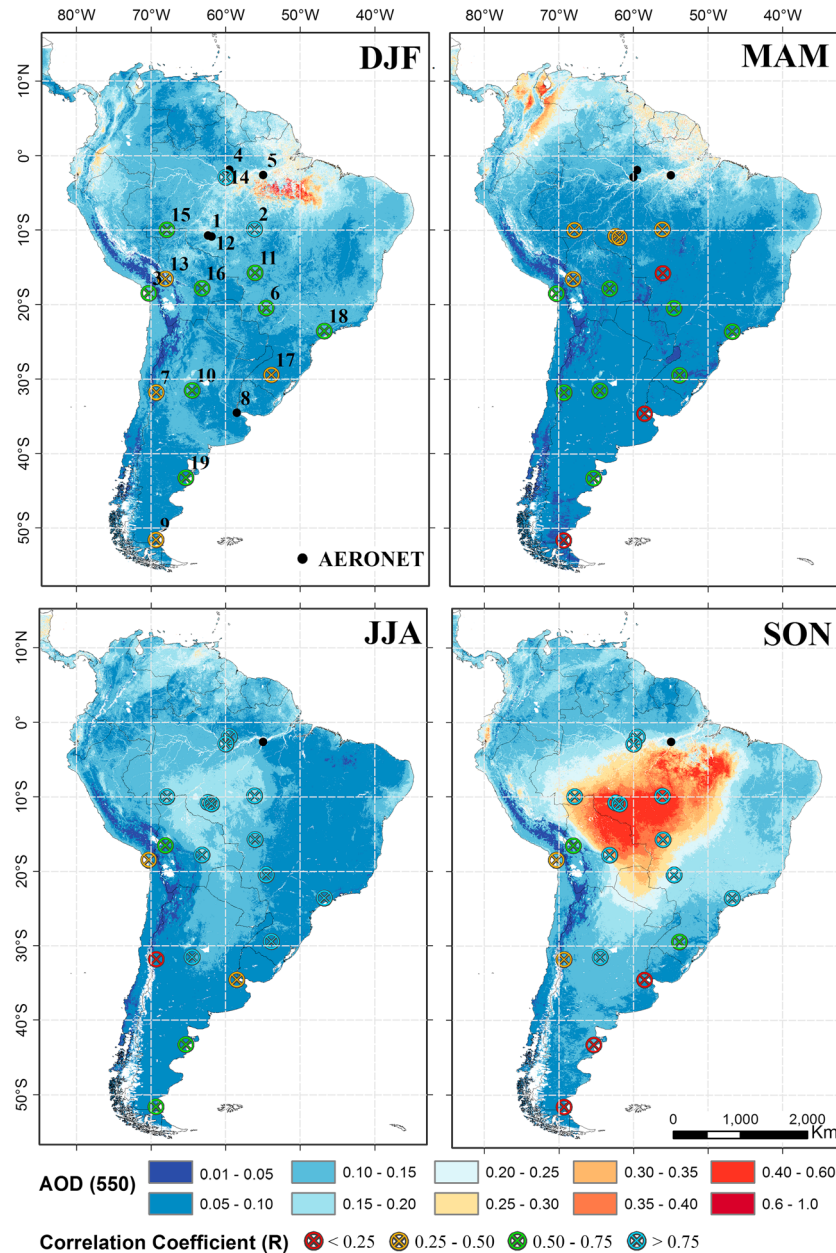 80°W 70°W 60°W 50°W 40°W 80°W 70°W 60°W 50°W 40°W
DJF
MAM
10°N
0°
10°S
20°S
30°S
40°S
50°S
4
5
14
15
1
2
12
13
3
16
11
6
18
17
7
10
8
19
9
AERONET
80°W 70°W 60°W 50°W 40°W 80°W 70°W 60°W 50°W 40°W
JJA
SON
10°N
0°
10°S
20°S
30°S
40°S
50°S
0 1,000 2,000
Km
AOD (550)
0.01 - 0.05 0.10 - 0.15 0.20 - 0.25 0.30 - 0.35 0.40 - 0.60
0.05 - 0.10 0.15 - 0.20 0.25 - 0.30 0.35 - 0.40 0.6 - 1.0
Correlation Coefficient (R) < 0.25 0.25 - 0.50 0.50 - 0.75 > 0.75